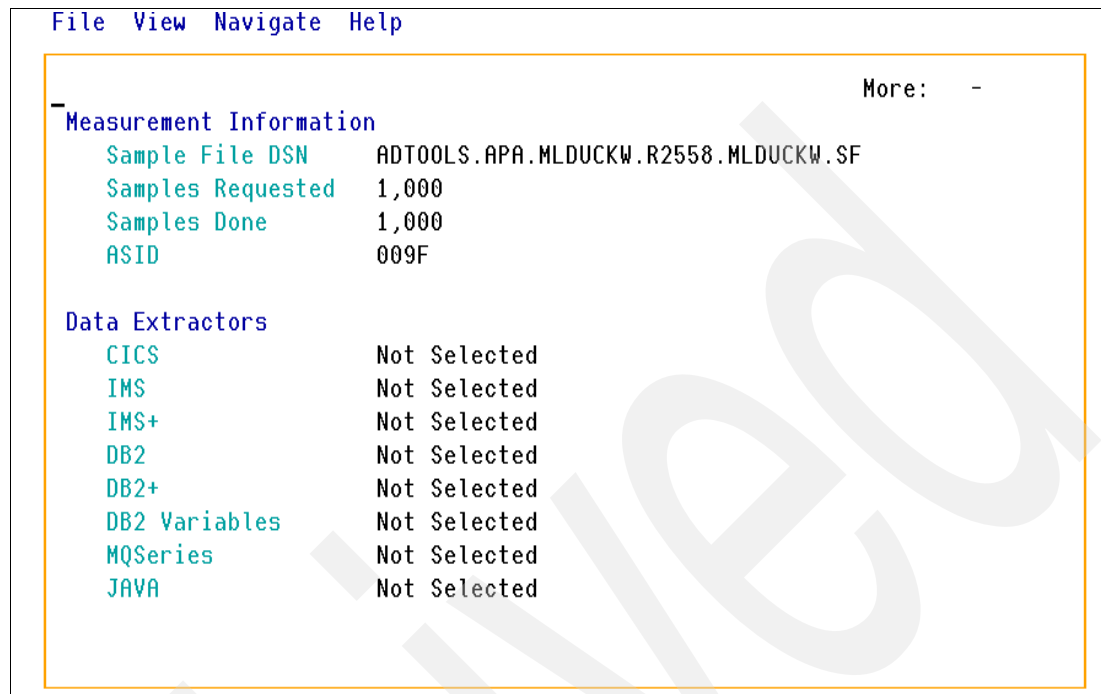 File View Navigate Help
More: -
Measurement Information
Sample File DSN ADTOOLS.APA.MLDUCKW.R2558.MLDUCKW.SF
Samples Requested 1,000
Samples Done 1,000
ASID 009F
Data Extractors
CICS Not Selected
IMS Not Selected
IMS+ Not Selected
DB2 Not Selected
DB2+ Not Selected
DB2 Variables Not Selected
MQSeries Not Selected
JAVA Not Selected